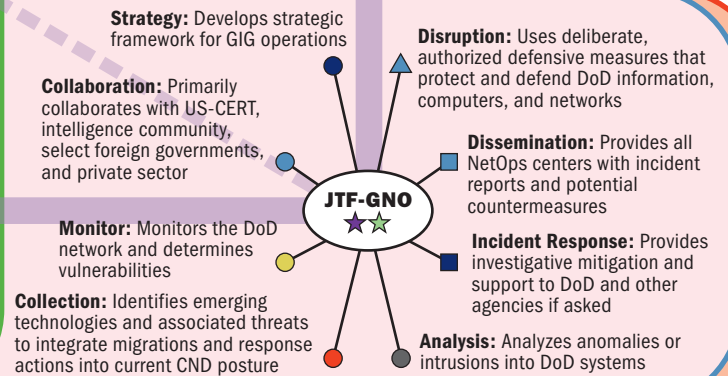 Strategy: Develops strategic
framework for GIG operations
Disruption: Uses deliberate,
authorized defensive measures that
protect and defend DoD information,
computers, and networks
Collaboration: Primarily
collaborates with US-CERT,
intelligence community,
select foreign governments,
and private sector
Dissemination: Provides all
NetOps centers with incident
reports and potential
countermeasures
JTF-GNO
Monitor: Monitors the DoD
network and determines
vulnerabilities
Incident Response: Provides
investigative mitigation and
support to DoD and other
agencies if asked
Collection: Identifies emerging
technologies and associated threats
to integrate migrations and response
actions into current CND posture
Analysis: Analyzes anomalies or
intrusions into DoD systems